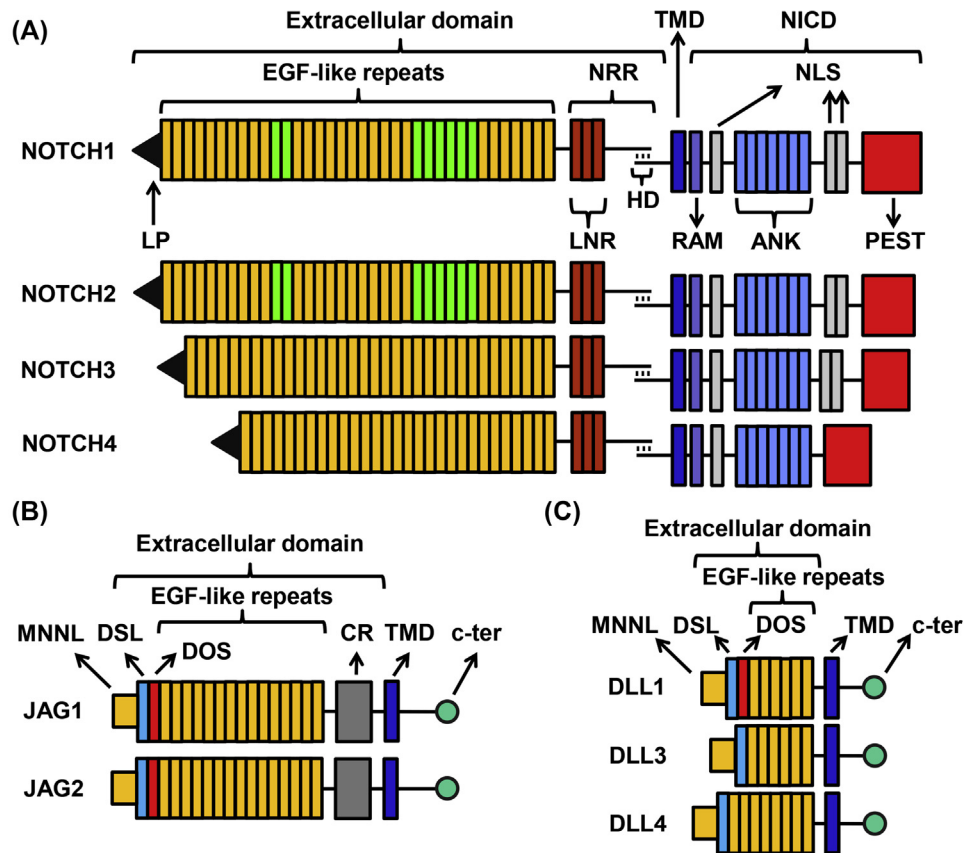 (A)
Extracellular domain
TMD
NICD
EGF-like repeats
NRR
NLS
NOTCH1
HD
LP
LNR
RAM
ANK
PEST
NOTCH2
NOTCH3
NOTCH4
(B)
Extracellular domain
EGF-like repeats
MNNL
DSL
DOS
CR
TMD
c-ter
JAG1
JAG2
(C)
Extracellular domain
EGF-like repeats
MNNL
DSL
DOS
TMD
c-ter
DLL1
DLL3
DLL4